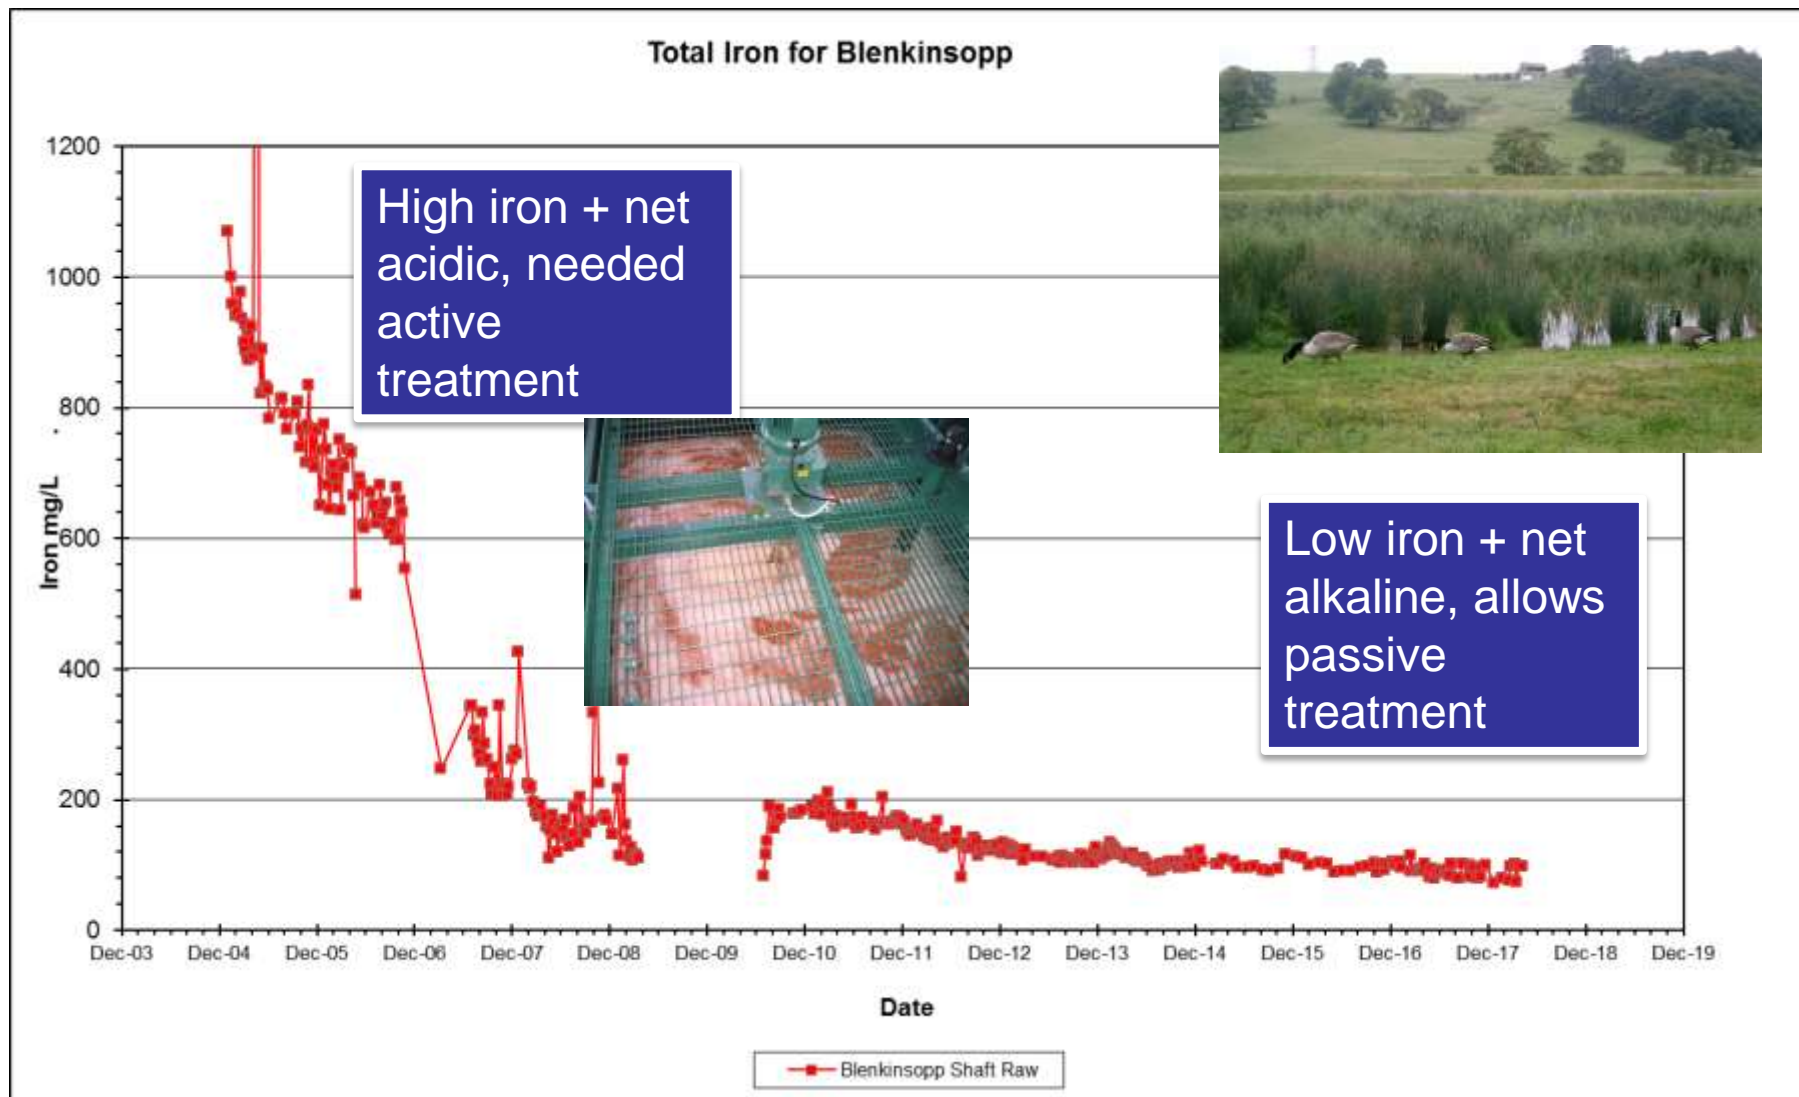 Total Iron for Blenkinsopp
1200
1000
800
600
400
200
0
Iron mg/L
High iron + net
acidic, needed
active
treatment
Low iron + net
alkaline, allows
passive
treatment
Dec-03 Dec-04 Dec-05 Dec-06 Dec-07 Dec-08 Dec-09 Dec-10 Dec-11 Dec-12 Dec-13 Dec-14 Dec-15 Dec-16 Dec-17 Dec-18 Dec-19
Date
Blenkinsopp Shaft Raw